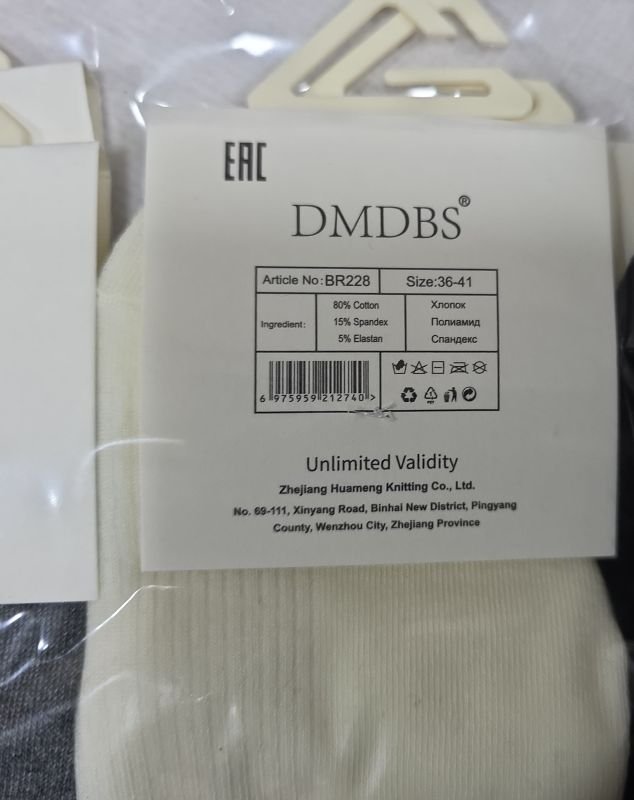 EAC
DMDBS®
Article No:BR228 Size:36-41
Ingredient:
80% Cotton Хлопок
15% Spandex Полиамид
5% Elastan Спандекс
6 975959 212740 >
PET
Unlimited Validity
Zhejiang Huameng Knitting Co., Ltd.
No. 69-111, Xinyang Road, Binhai New District, Pingyang
County, Wenzhou City, Zhejiang Province